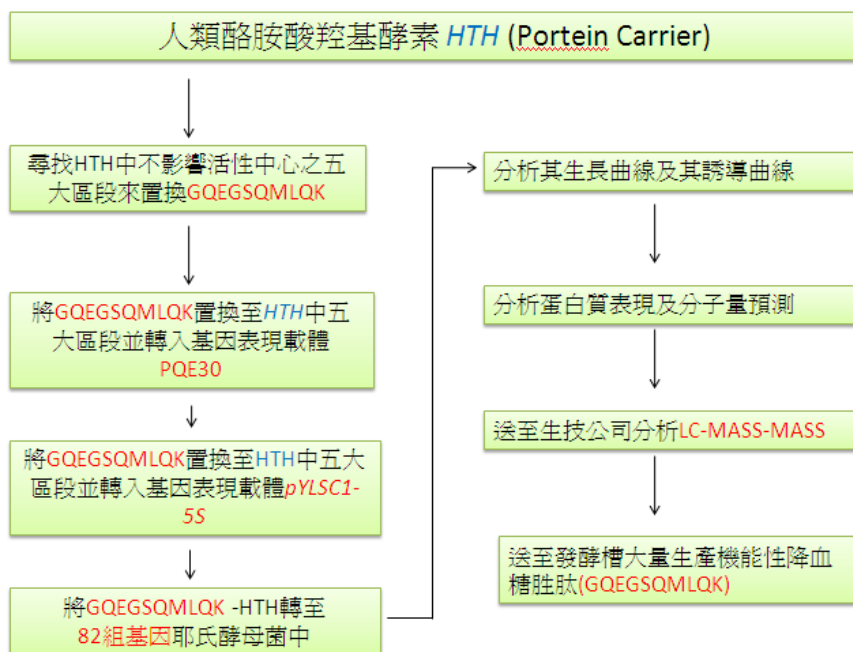 人類酪胺酸羥基酵素 HTH (Portein Carrier)
尋找HTH中不影響活性中心之五
大區段來置換GQEGSQMLQK
將GQEGSQMLQK置換至HTH中五
大區段並轉入基因表現載體
PQE30
將GQEGSQMLQK置換至HTH中五大
區段並轉入基因表現載體pYLSC1-
5S
將GQEGSQMLQK -HTH轉至
82組基因耶氏酵母菌中
分析其生長曲線及其誘導曲線
分析蛋白質表現及分子量預測
送至生技公司分析LC-MASS-MASS
送至發酵槽大量生產機能性降血
糖胜肽(GQEGSQMLQK)